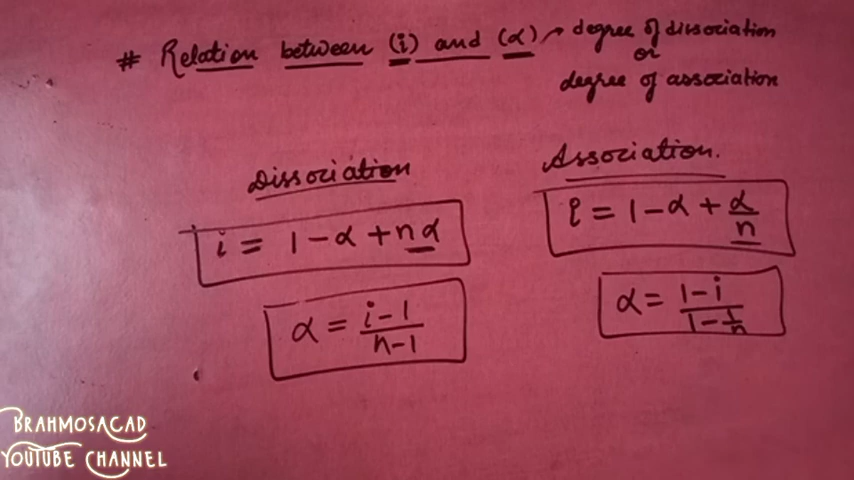 # Relation between (i) and (α) → degree of dissociation
or
degree of association
Dissociation
i = 1 - α + nα
α = i-1/n-1
Association.
i = 1 - α + α/n
α = 1-i/1-1/n
BRAHMOSACAD
YOUTUBE CHANNEL